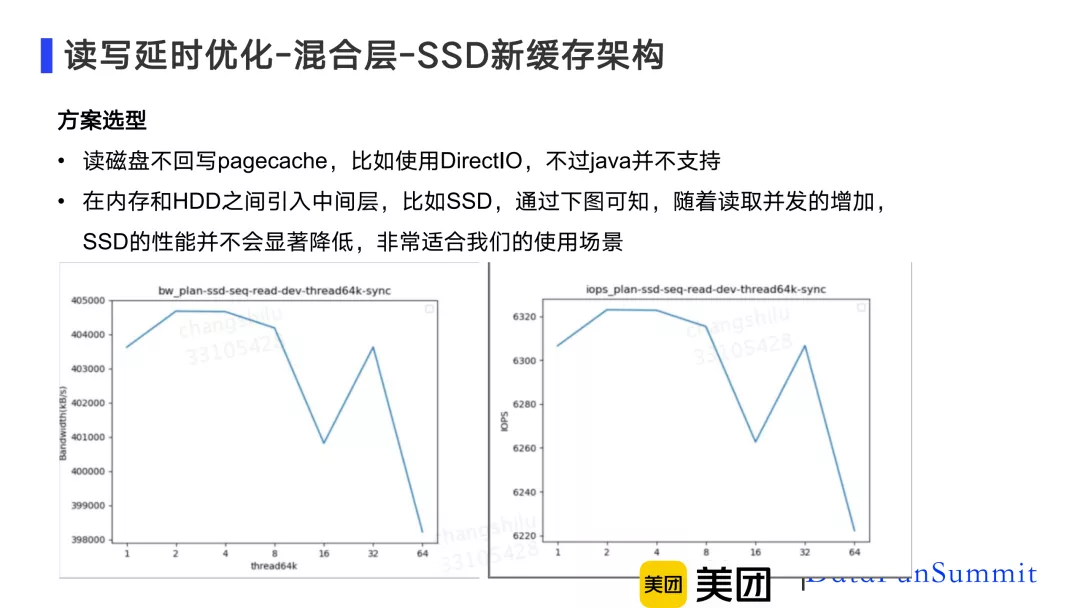 读写延时优化-混合层-SSD新缓存架构
方案选型
• 读磁盘不回写pagecache，比如使用DirectIO，不过java并不支持
• 在内存和HDD之间引入中间层，比如SSD，通过下图可知，随着读取并发的增加，
SSD的性能并不会显著降低，非常适合我们的使用场景
bw_plan-ssd-seq-read-dev-thread64k-sync
405000
404000
403000
402000
401000
400000
399000
398000
Bandwidth(kB/s)
1 2 4 8 16 32 64
thread64k
changshilu
33105428
iops_plan-ssd-seq-read-dev-thread64k-sync
6320
6300
6280
6260
6240
6220
IOPS
1 2 4 8 16 32 64
changshilu
33105428
changshilu
33105428
美团 美团
DataFunSummit